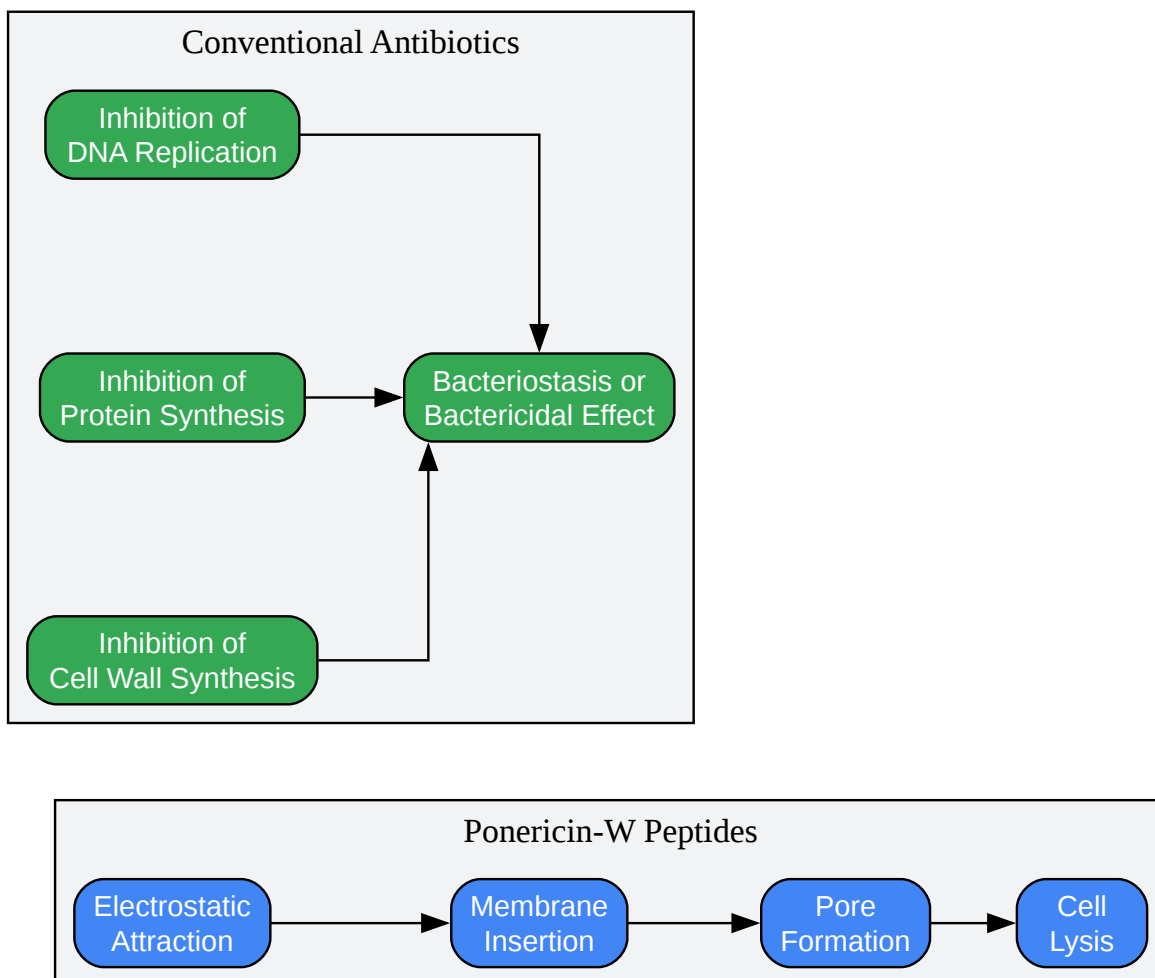 Conventional Antibiotics
Inhibition of
DNA Replication
Inhibition of
Protein Synthesis
Bacteriostasis or
Bactericidal Effect
Inhibition of
Cell Wall Synthesis
Ponericin-W Peptides
Electrostatic
Attraction
Membrane
Insertion
Pore
Formation
Cell
Lysis